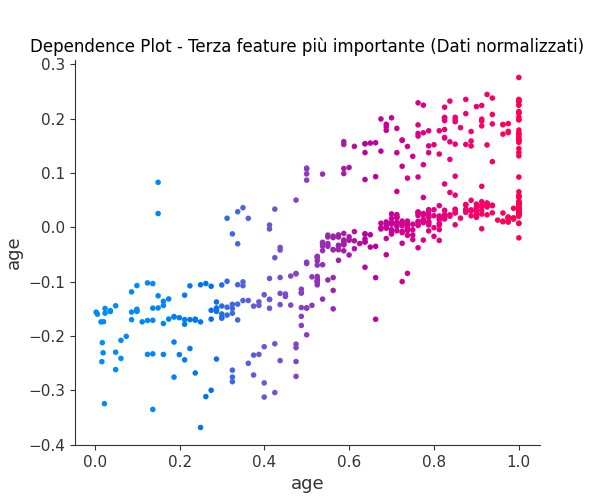 Dependence Plot - Terza feature più importante (Dati normalizzati)
0.3
0.2
0.1
0.0
−0.1
−0.2
−0.3
−0.4
age
0.0 0.2 0.4 0.6 0.8 1.0
age